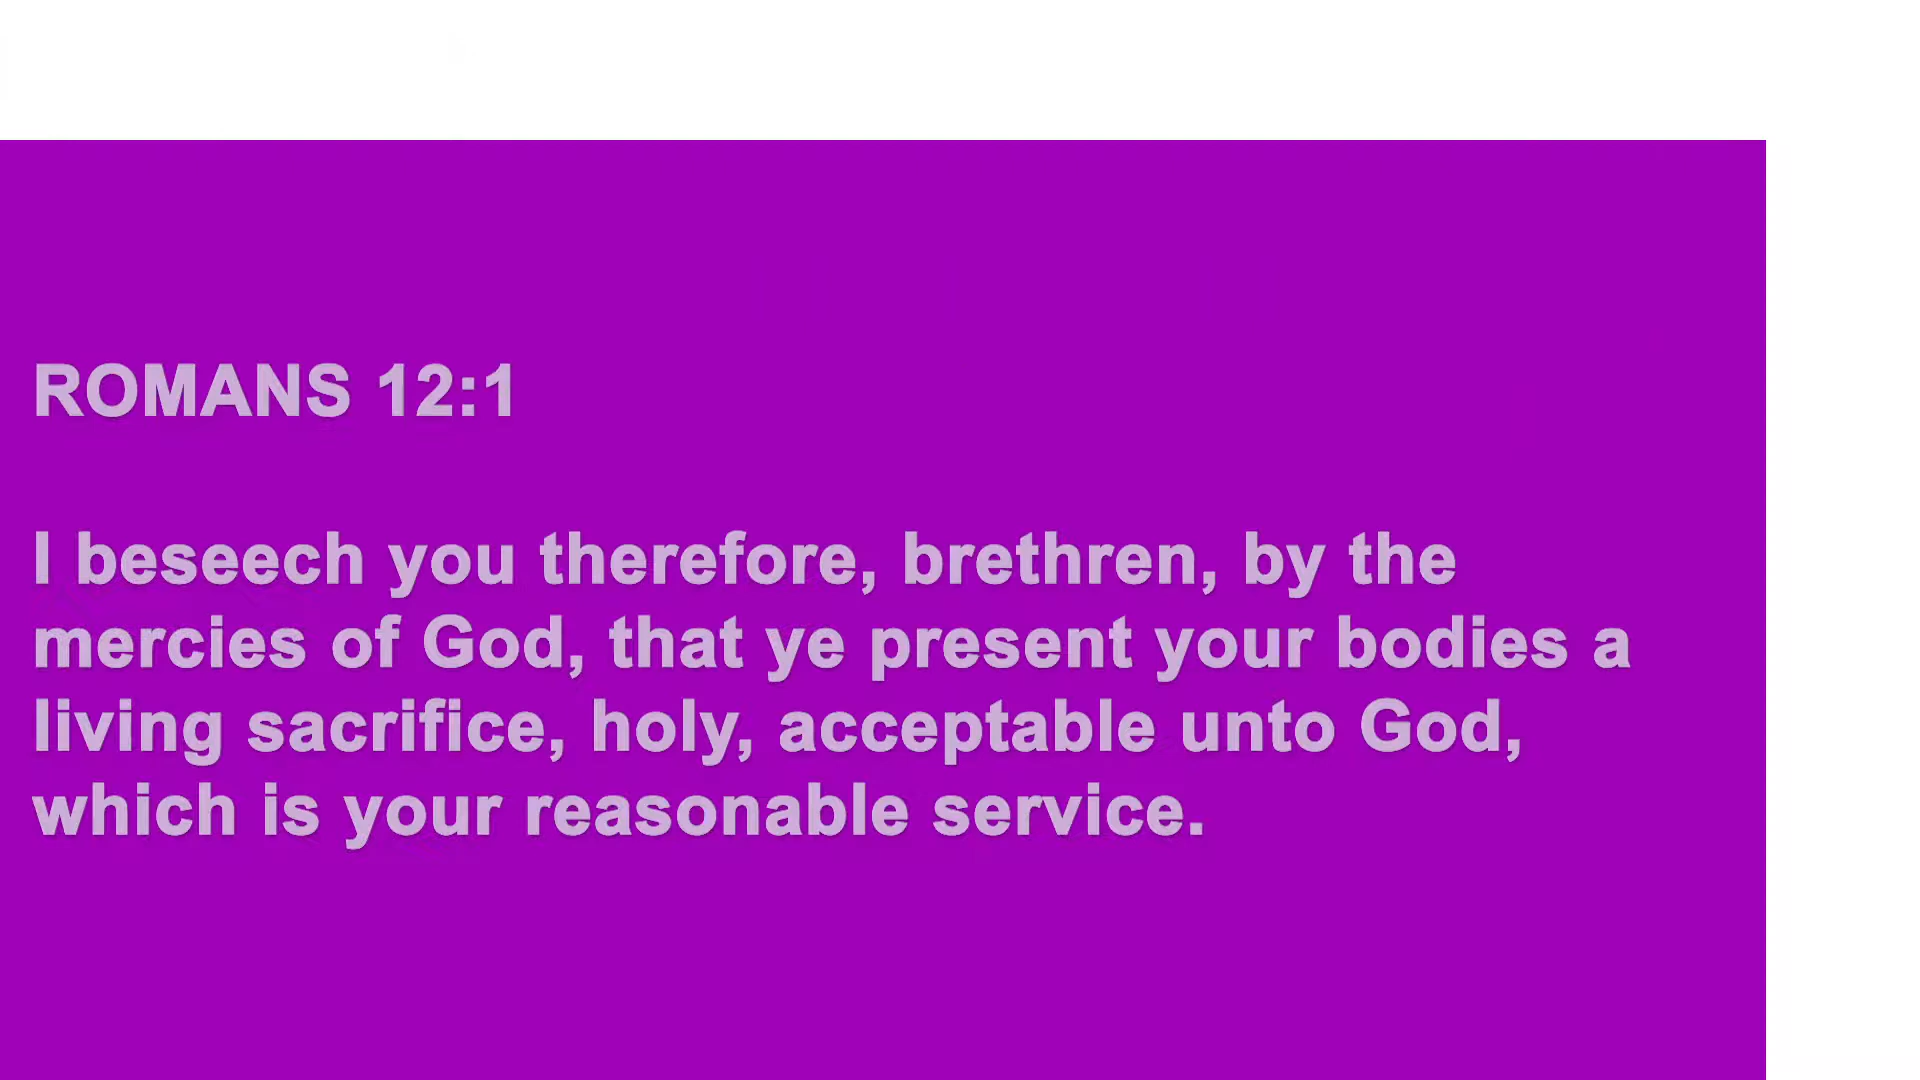 ROMANS 12:1
I beseech you therefore, brethren, by the
mercies of God, that ye present your bodies a
living sacrifice, holy, acceptable unto God,
which is your reasonable service.